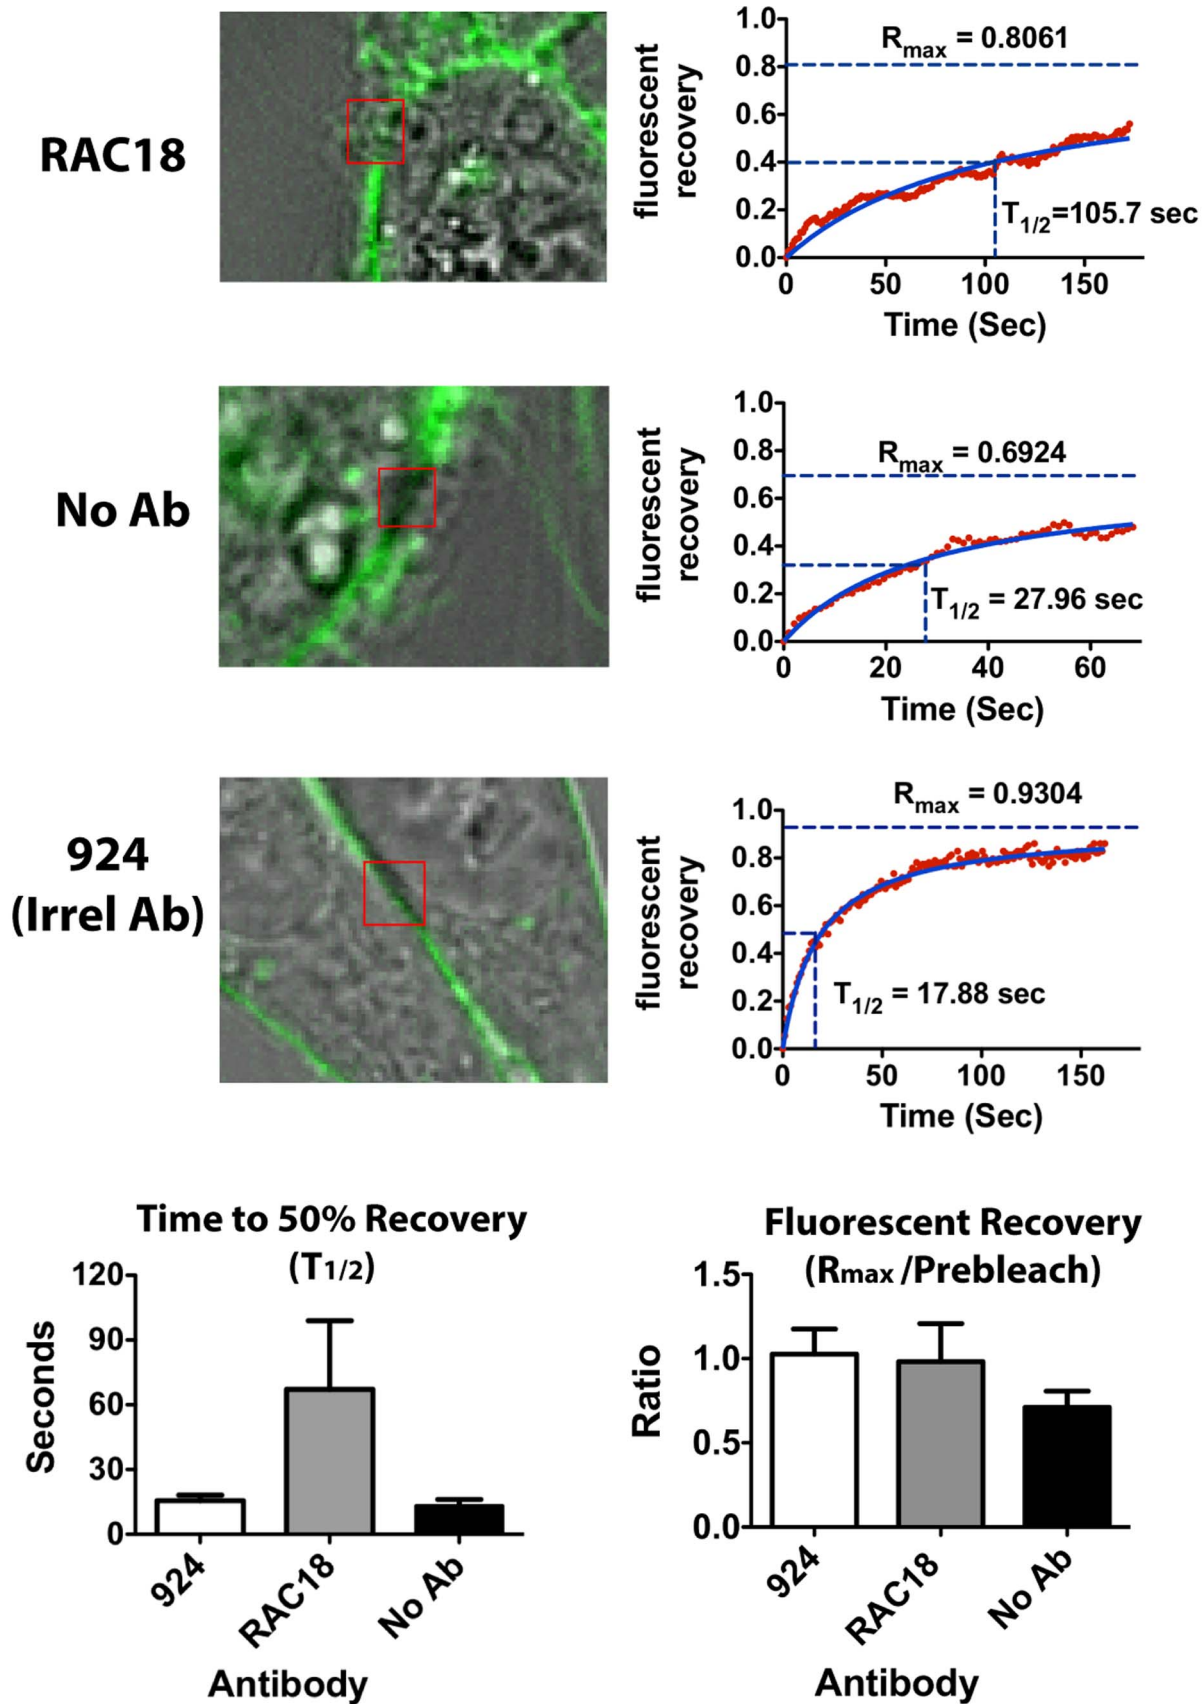 RAC18
fluorescent
recovery
1.0
0.8
0.6
0.4
0.2
0.0
Rmax = 0.8061
T1/2=105.7 sec
0 50 100 150
Time (Sec)
No Ab
fluorescent
recovery
1.0
0.8
0.6
0.4
0.2
0.0
Rmax = 0.6924
T1/2 = 27.96 sec
0 20 40 60
Time (Sec)
924
(Irrel Ab)
fluorescent
recovery
1.0
0.8
0.6
0.4
0.2
0.0
Rmax = 0.9304
T1/2 = 17.88 sec
0 50 100 150
Time (Sec)
Time to 50% Recovery
(T1/2)
Seconds
120
90
60
30
0
924 RAC18 No Ab
Antibody
Fluorescent Recovery
(Rmax /Prebleach)
Ratio
1.5
1.0
0.5
0.0
924 RAC18 No Ab
Antibody